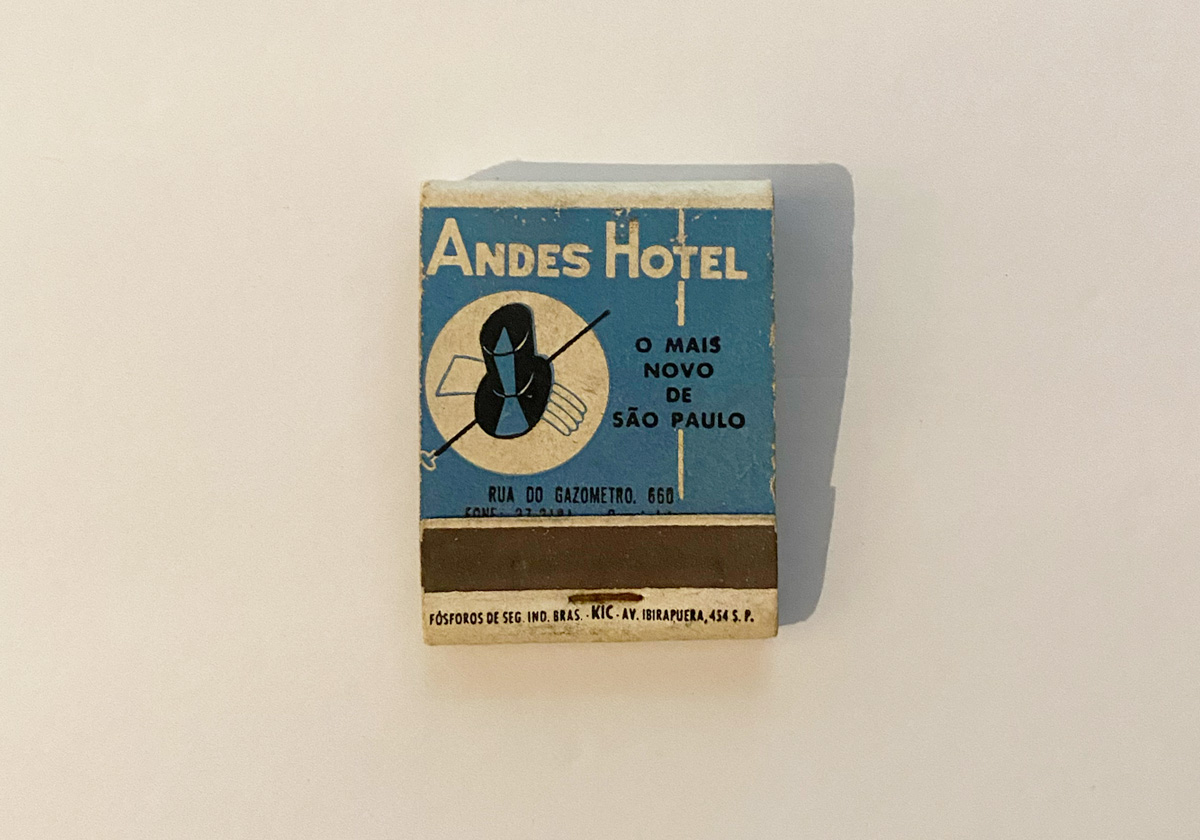 ANDES HOTEL
O MAIS
NOVO
DE
SÃO PAULO
RUA DO GAZOMETRO, 660
FONE:
FÓSFOROS DE SEG. IND. BRAS. - KIC - AV. IBIRAPUERA, 454 S. P.